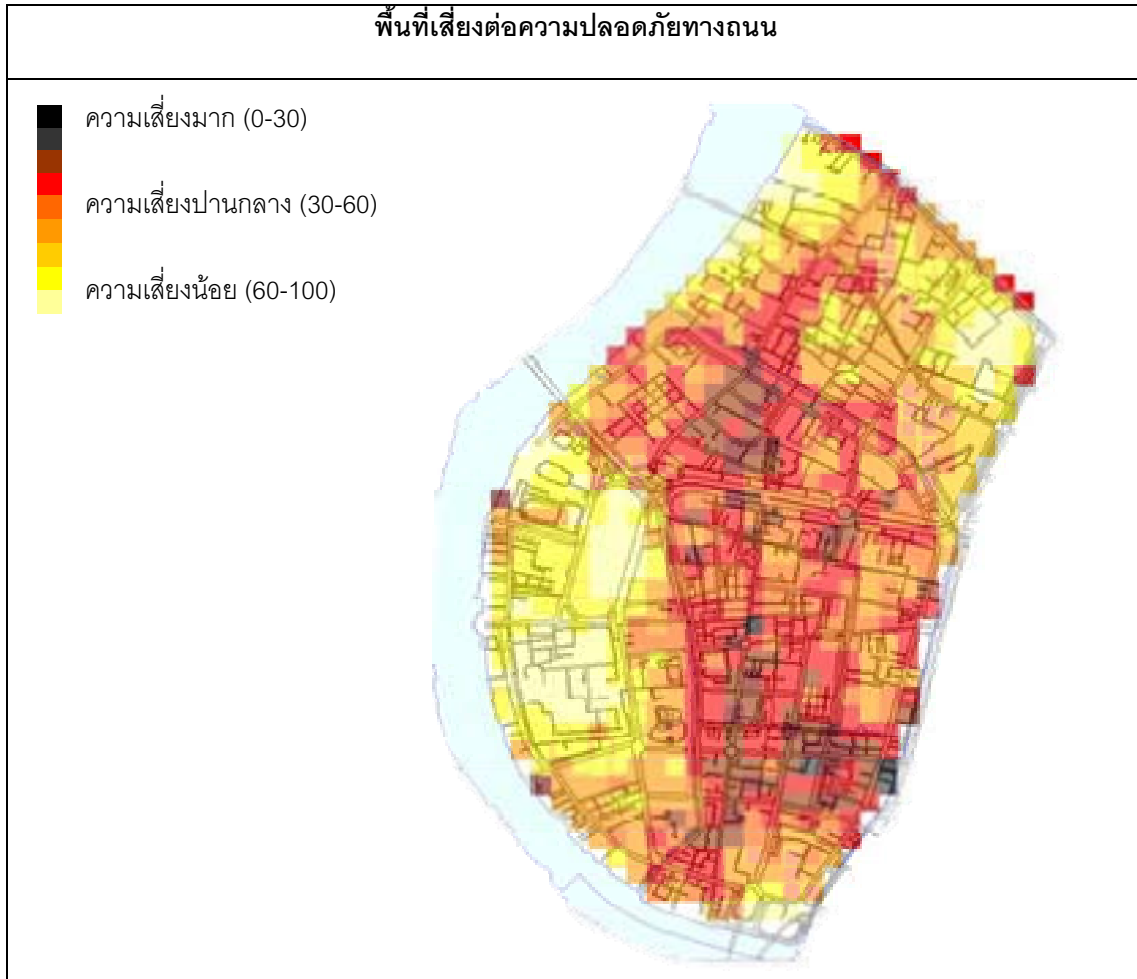 พื้นที่เสี่ยงต่อความปลอดภัยทางถนน
ความเสี่ยงมาก (0-30)
ความเสี่ยงปานกลาง (30-60)
ความเสี่ยงน้อย (60-100)